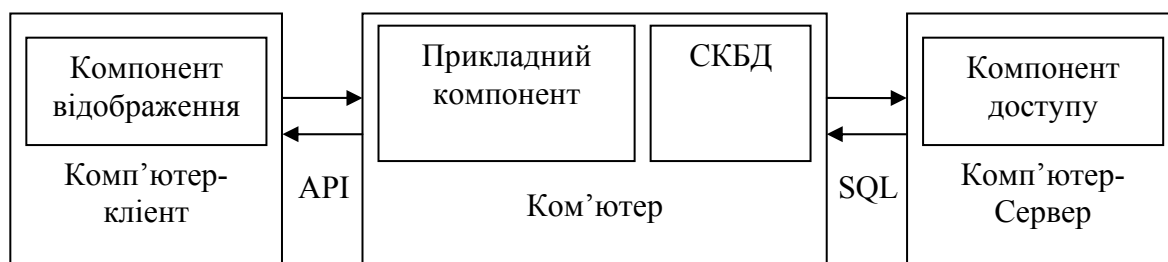 Компонент
відображення
Комп’ютер-
клієнт
API
Прикладний
компонент
СКБД
Ком’ютер
SQL
Компонент
доступу
Комп’ютер-
Сервер